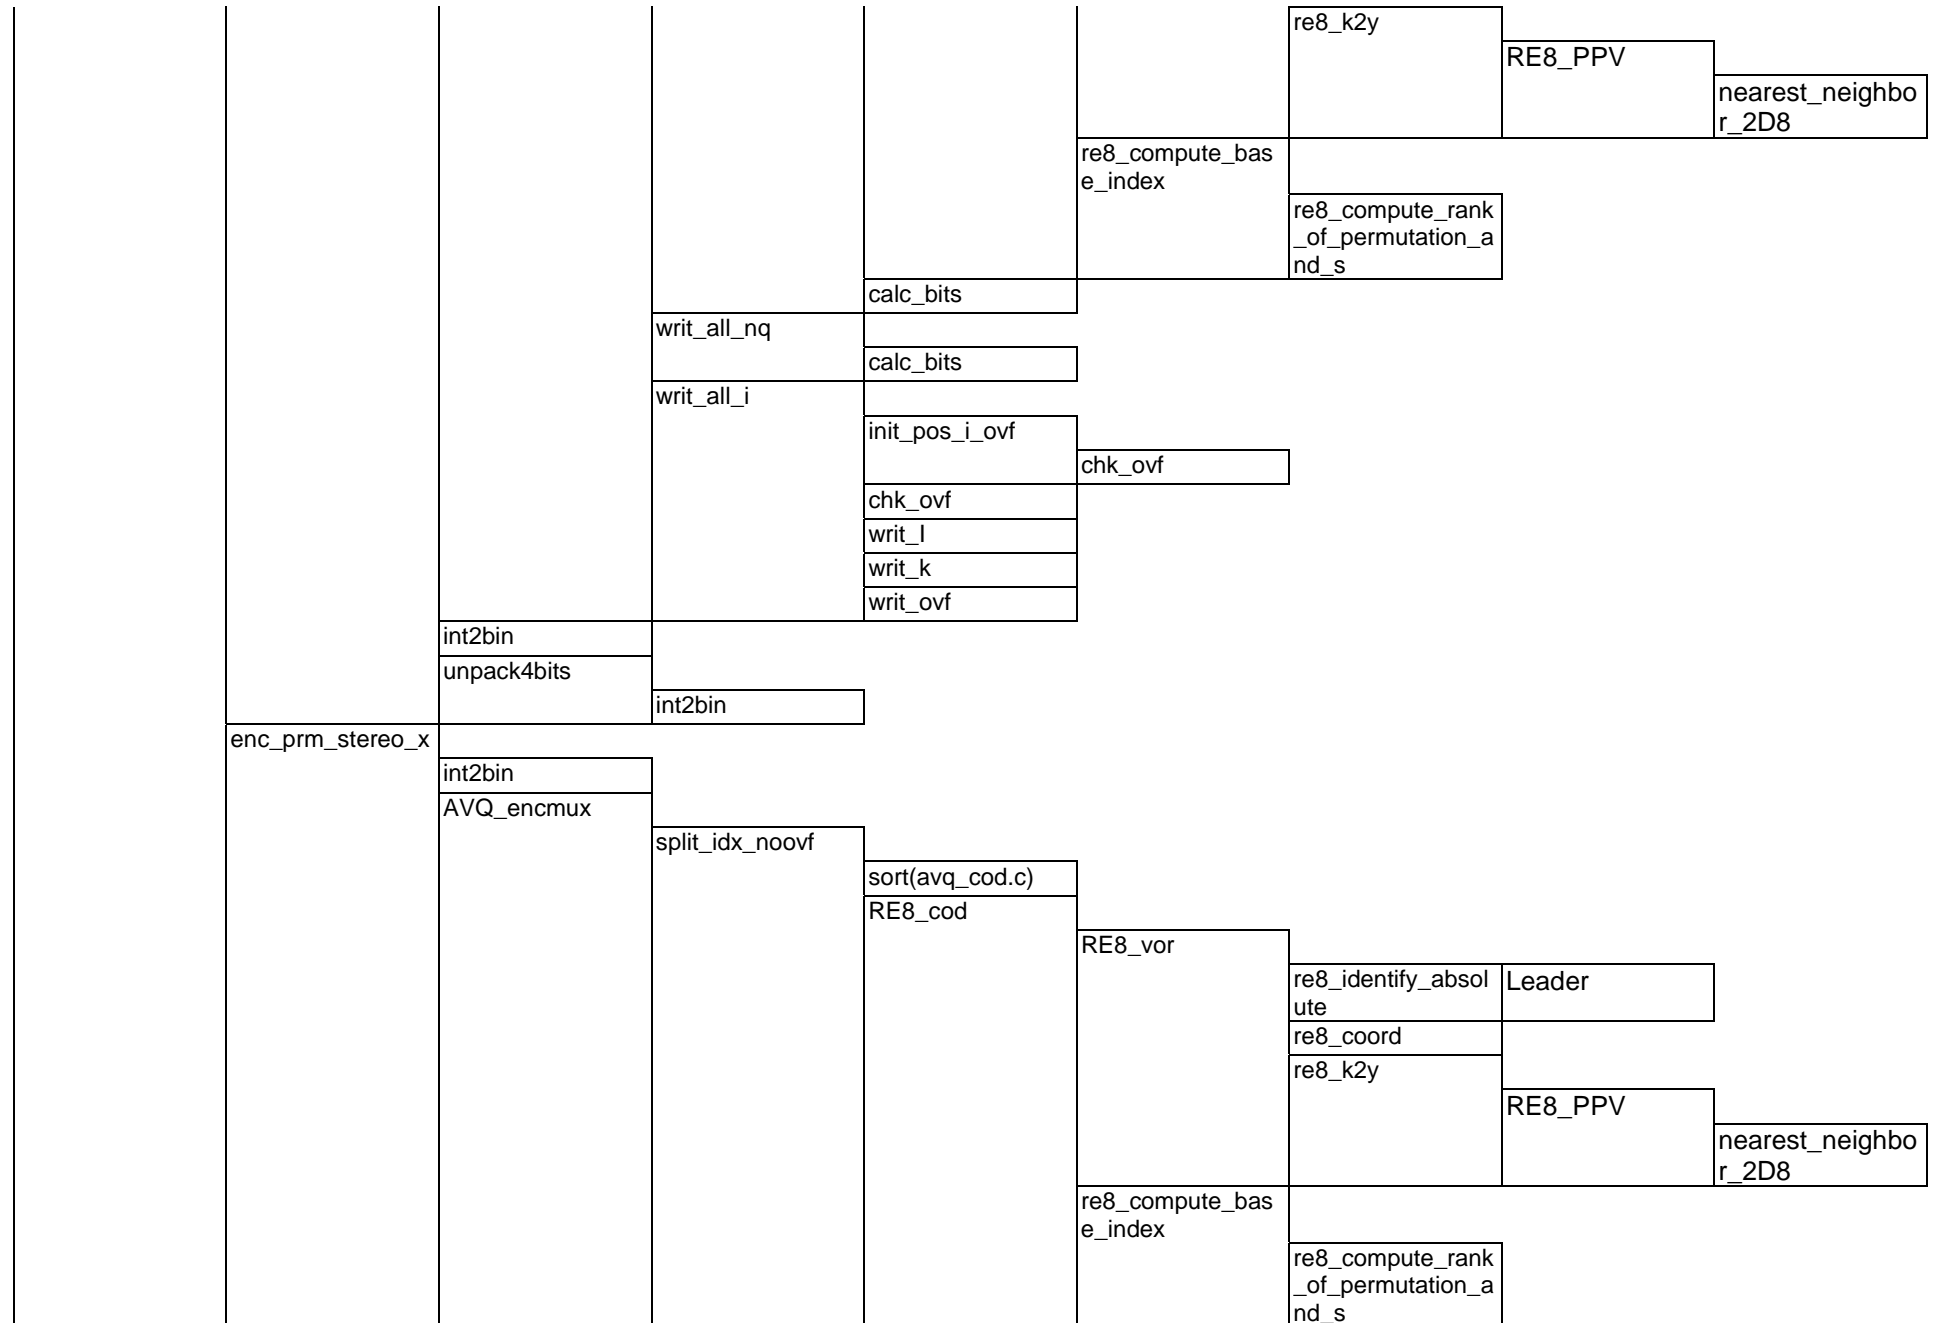 re8_k2y
RE8_PPV
nearest_neighbo
r_2D8
re8_compute_bas
e_index
re8_compute_rank
_of_permutation_a
nd_s
calc_bits
writ_all_nq
calc_bits
writ_all_i
init_pos_i_ovf
chk_ovf
chk_ovf
writ_I
writ_k
writ_ovf
int2bin
unpack4bits
int2bin
enc_prm_stereo_x
int2bin
AVQ_encmux
split_idx_noovf
sort(avq_cod.c)
RE8_cod
RE8_vor
re8_identify_absol
ute
Leader
re8_coord
re8_k2y
RE8_PPV
nearest_neighbo
r_2D8
re8_compute_bas
e_index
re8_compute_rank
_of_permutation_a
nd_s